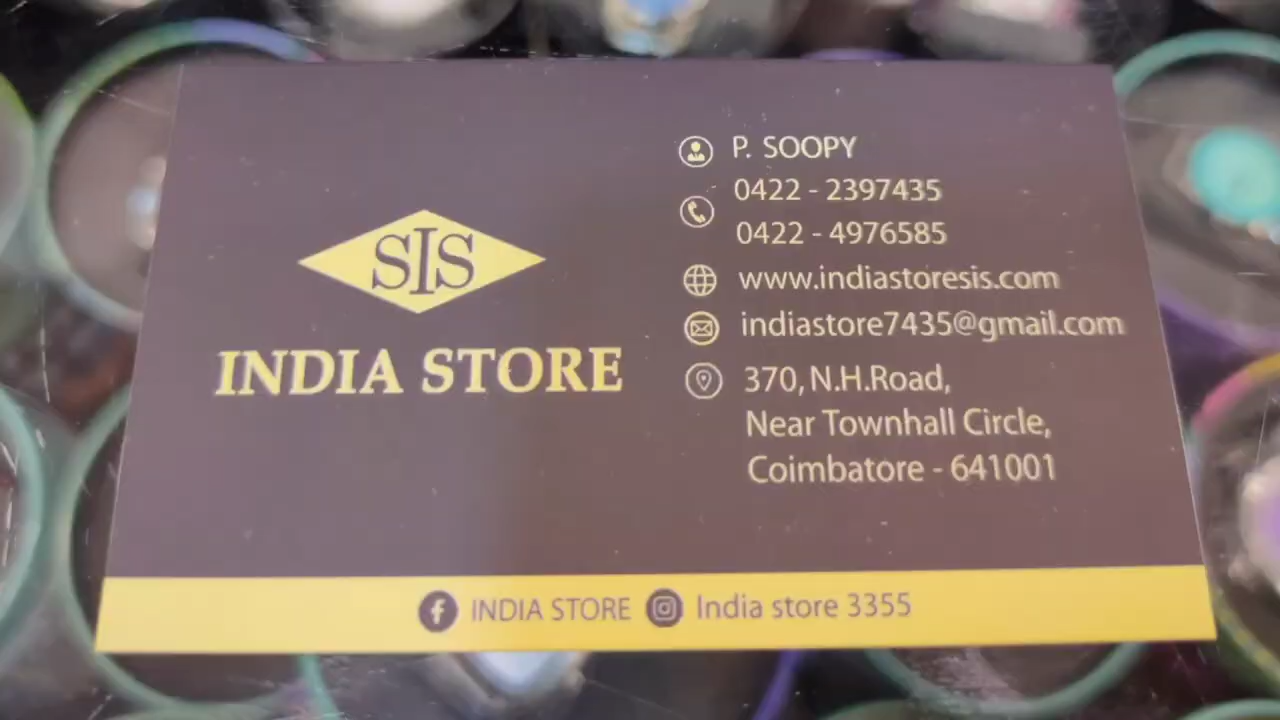 SIS
INDIA STORE
P. SOOPY
0422 - 2397435
0422 - 4976585
www.indiastoresis.com
indiastore7435@gmail.com
370, N.H.Road,
Near Townhall Circle,
Coimbatore - 641001
INDIA STORE India store 3355